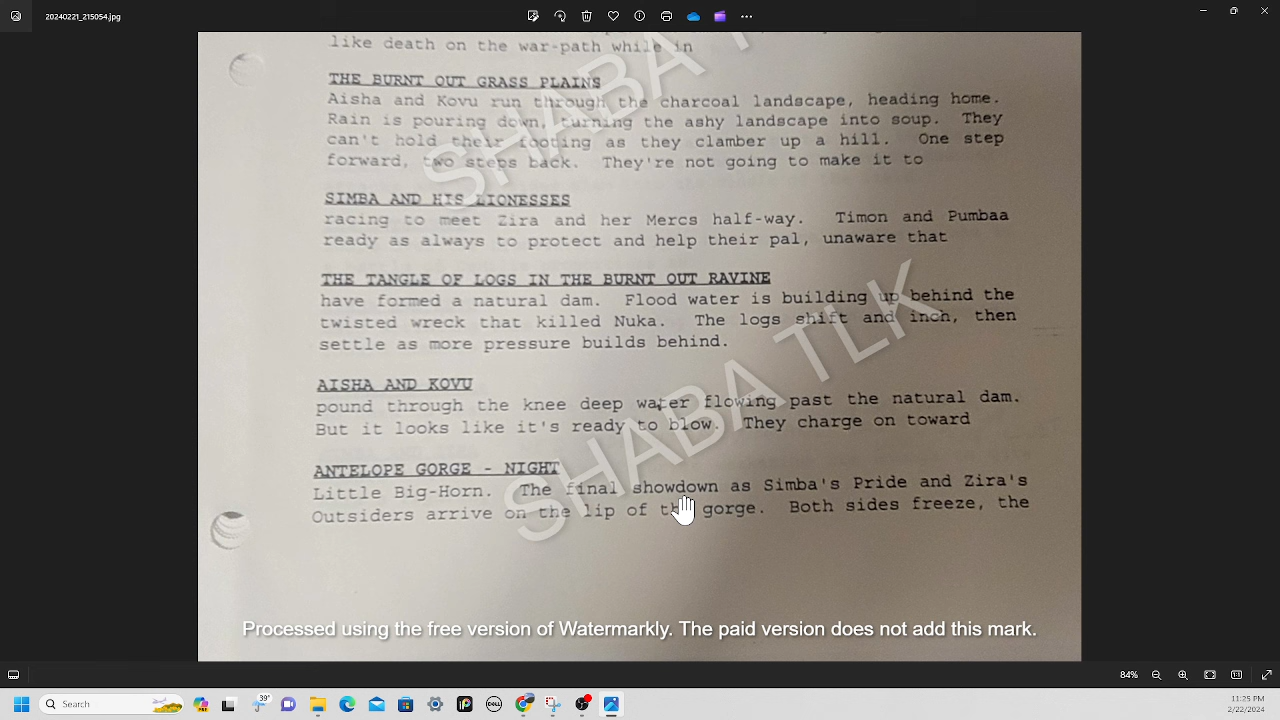 20240221_215054.jpg
like death on the war-path while in
THE BURNT OUT GRASS PLAINS
Aisha and Kovu run through the charcoal landscape, heading home.
Rain is pouring down, turning the ashy landscape into soup. They
can't hold their footing as they clamber up a hill. One step
forward, two steps back. They're not going to make it to
SIMBA AND HIS LIONESSES
racing to meet Zira and her Mercs half-way. Timon and Pumbaa
ready as always to protect and help their pal, unaware that
THE TANGLE OF LOGS IN THE BURNT OUT RAVINE
have formed a natural dam. Flood water is building up behind the
twisted wreck that killed Nuka. The logs shift and inch, then
settle as more pressure builds behind.
AISHA AND KOVU
pound through the knee deep water flowing past the natural dam.
But it looks like it's ready to blow. They charge on toward
ANTELOPE GORGE - NIGHT
Little Big-Horn. The final showdown as Simba's Pride and Zira's
Outsiders arrive on the lip of the gorge. Both sides freeze, the
SHABA TLK
SHABA TLK
Processed using the free version of Watermarkly. The paid version does not add this mark.
84%
Search
39°
DELL
11:25 PM
2/22/2024